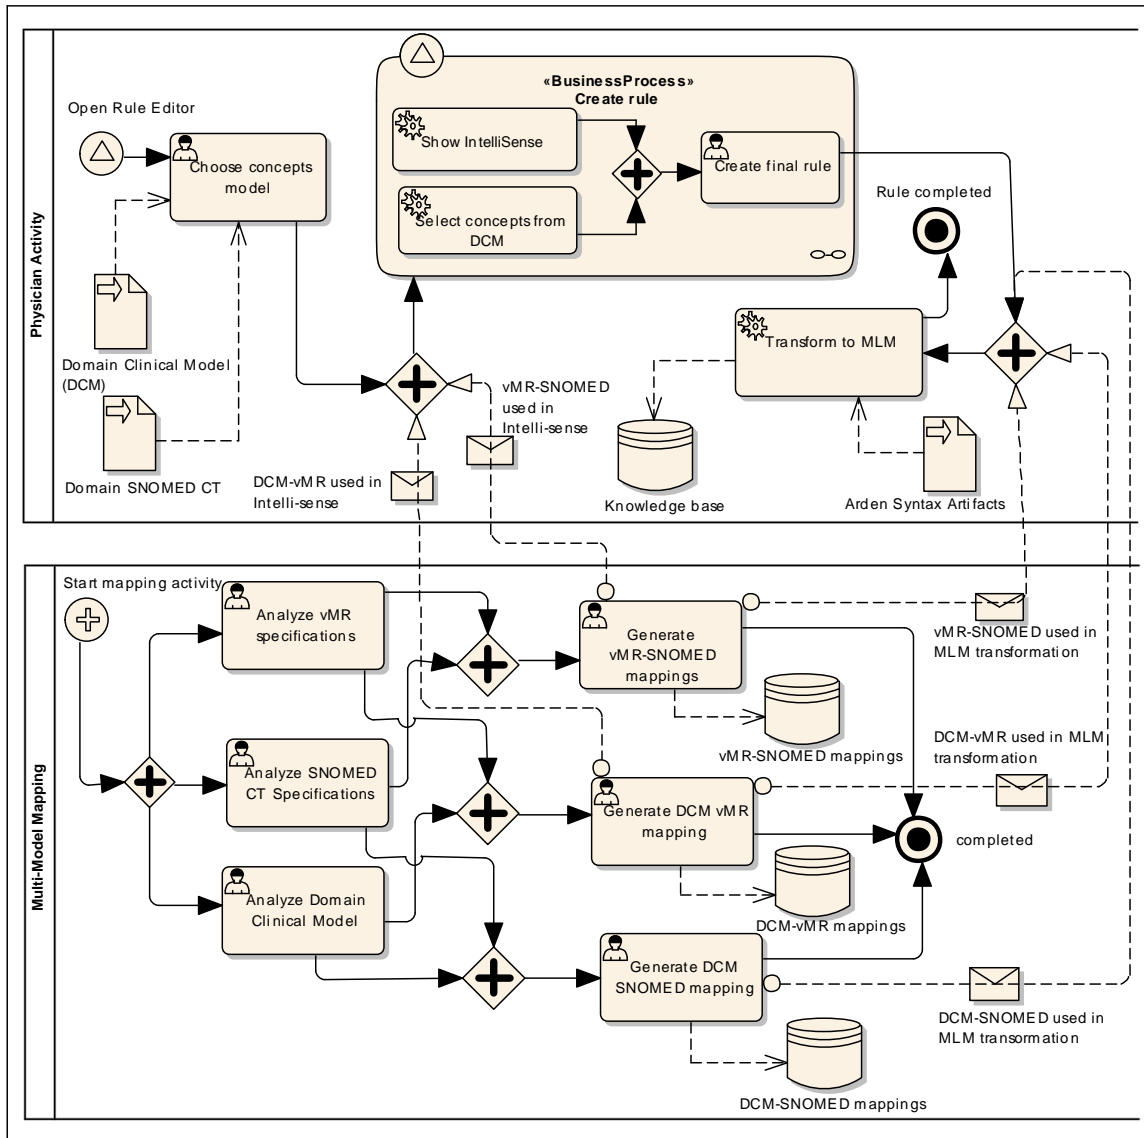 Physician Activity
Open Rule Editor
Choose concepts
model
Domain Clinical Model
(DCM)
Domain SNOMED CT
«BusinessProcess»
Create rule
Show IntelliSense
Select concepts from
DCM
Create final rule
Rule completed
Transform to MLM
vMR-SNOMED
used in
Intelli-sense
DCM-vMR used in
Intelli-sense
Knowledge base
Arden Syntax Artifacts
Multi-Model Mapping
Start mapping activity
Analyze vMR
specifications
Analyze SNOMED
CT Specifications
Analyze Domain
Clinical Model
Generate
vMR-SNOMED
mappings
vMR-SNOMED used in
MLM transformation
vMR-SNOMED mappings
DCM-vMR used in MLM
transformation
Generate DCM vMR
mapping
completed
DCM-vMR mappings
Generate DCM
SNOMED mapping
DCM-SNOMED used in
MLM transormation
DCM-SNOMED mappings